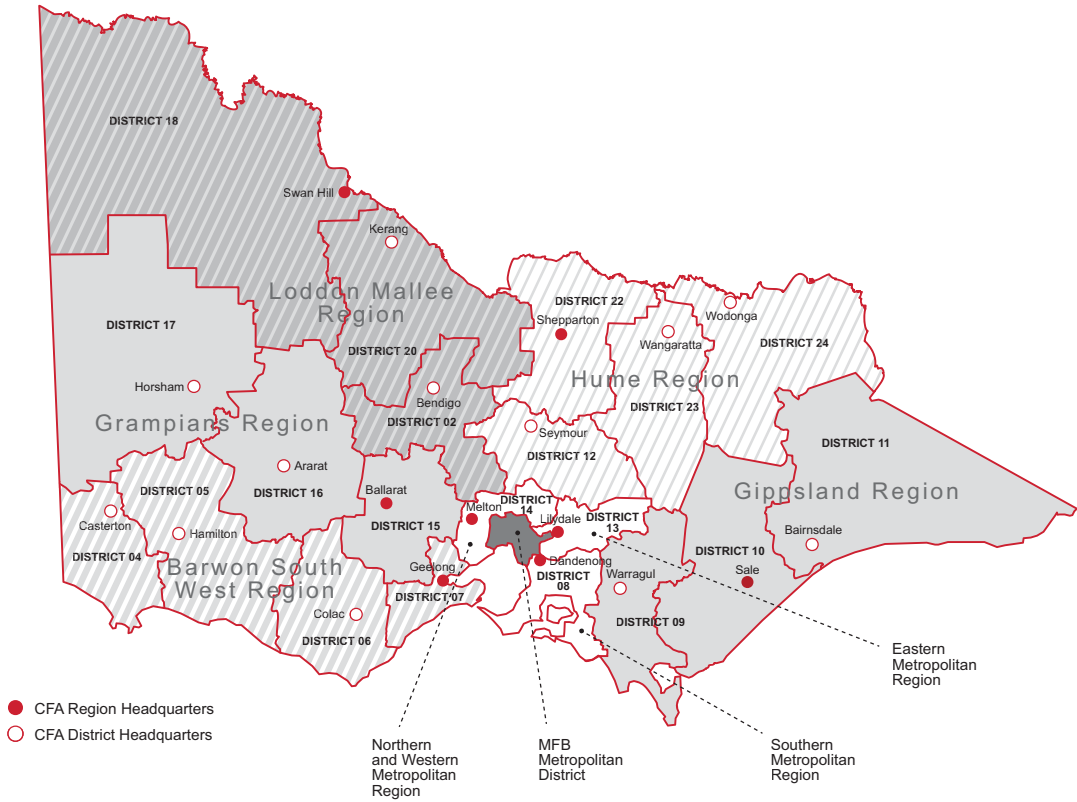 DISTRICT 18
Swan Hill
Kerang
Loddon Mallee
Region
DISTRICT 22
Shepparton
Wodonga
DISTRICT 17
Wangaratta
DISTRICT 24
DISTRICT 20
Hume Region
Horsham
Bendigo
DISTRICT 23
DISTRICT 02
Grampians Region
Seymour
DISTRICT 11
DISTRICT 12
Ararat
DISTRICT 05
DISTRICT 16
Ballarat
Gippsland Region
DISTRICT
14
Melton
Lilydale
DISTRICT
13
Casterton
Hamilton
DISTRICT 15
Bairnsdale
DISTRICT 04
Barwon South
West Region
Geelong
Dandenong
DISTRICT
08
DISTRICT 10
Warragul
Sale
DISTRICT 07
Colac
DISTRICT 06
DISTRICT 09
Eastern
Metropolitan
Region
CFA Region Headquarters
CFA District Headquarters
Northern
and Western
Metropolitan
Region
MFB
Metropolitan
District
Southern
Metropolitan
Region